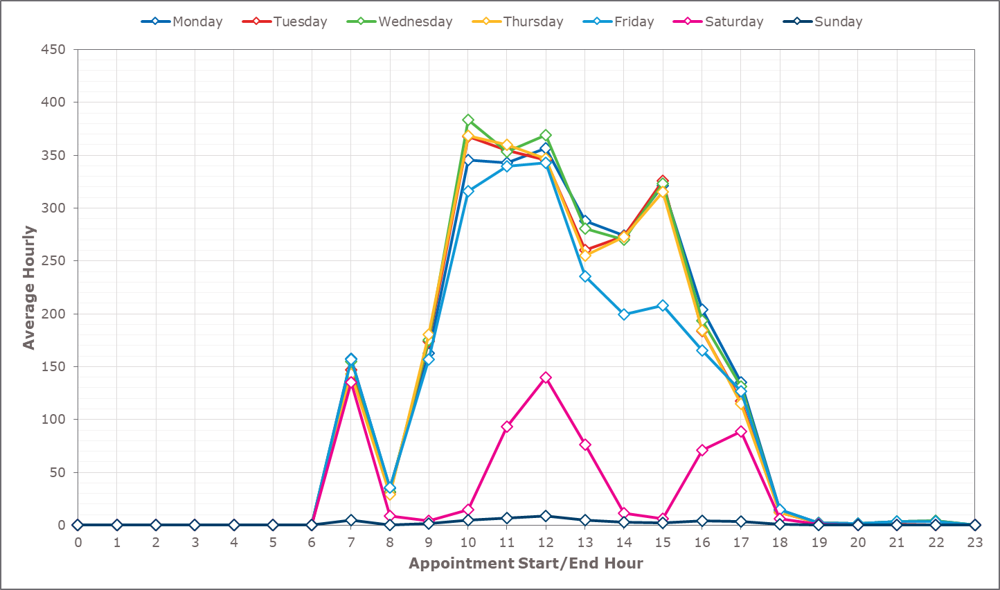 Monday Tuesday Wednesday Thursday Friday Saturday Sunday
450
400
350
300
250
200
150
100
50
0
Average Hourly
0 1 2 3 4 5 6 7 8 9 10 11 12 13 14 15 16 17 18 19 20 21 22 23
Appointment Start/End Hour